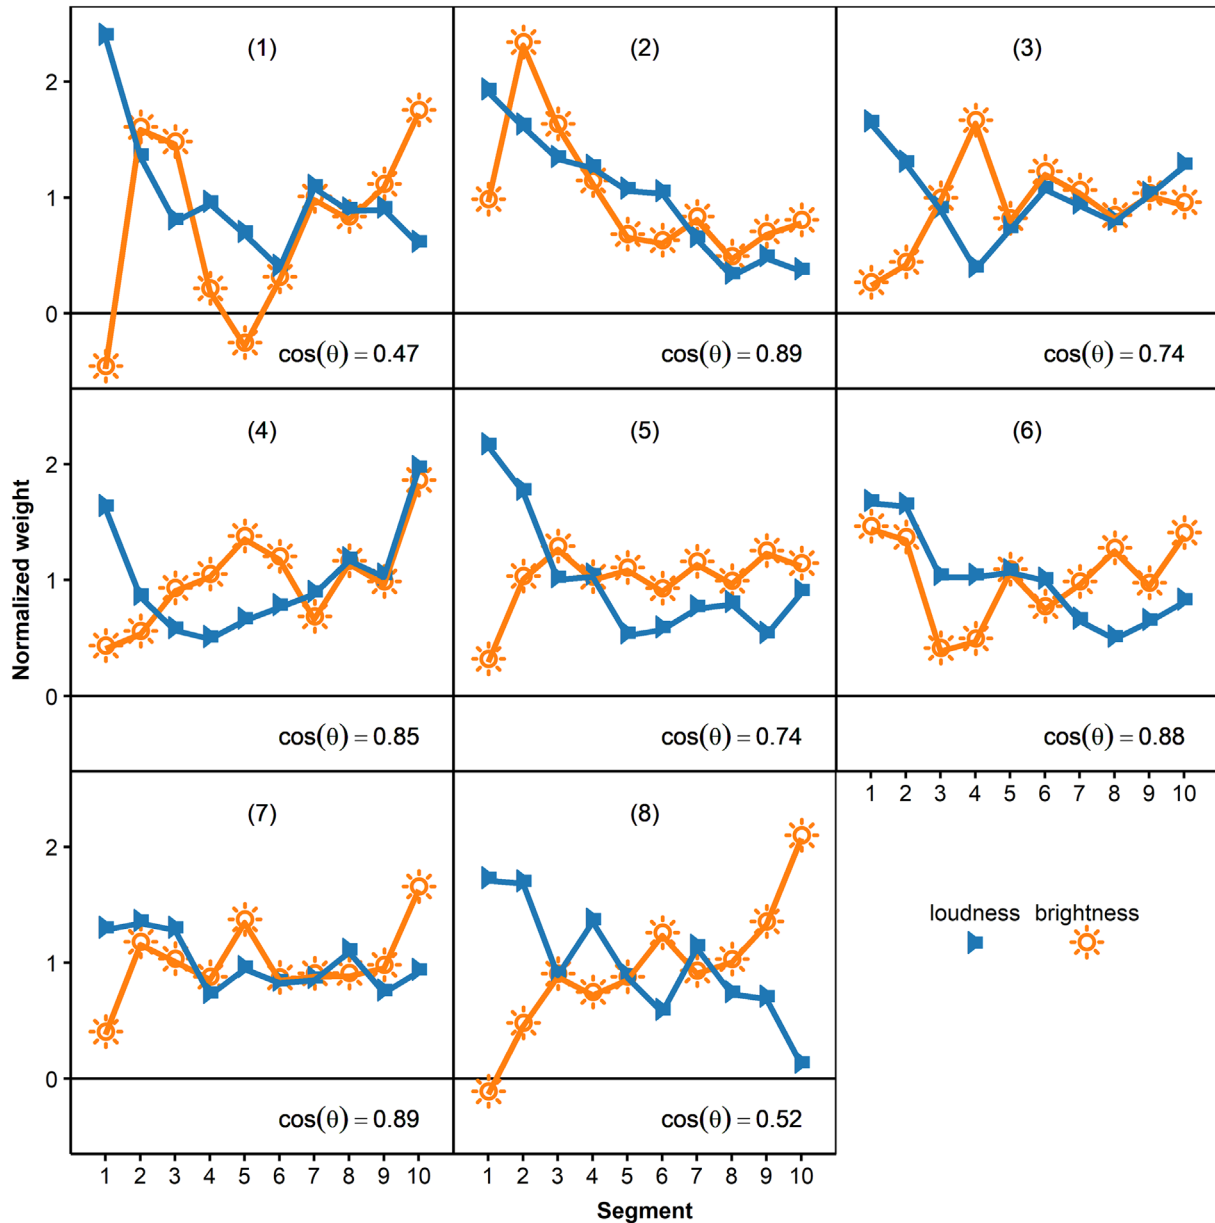 (1) (2) (3)
2
1
0
cos(θ) = 0.47 cos(θ) = 0.89 cos(θ) = 0.74
(4) (5) (6)
2
1
0
Normalized weight
cos(θ) = 0.85 cos(θ) = 0.74 cos(θ) = 0.88
1 2 3 4 5 6 7 8 9 10
(7) (8)
2
1
0
loudness brightness
cos(θ) = 0.89 cos(θ) = 0.52
1 2 3 4 5 6 7 8 9 10 1 2 3 4 5 6 7 8 9 10
Segment